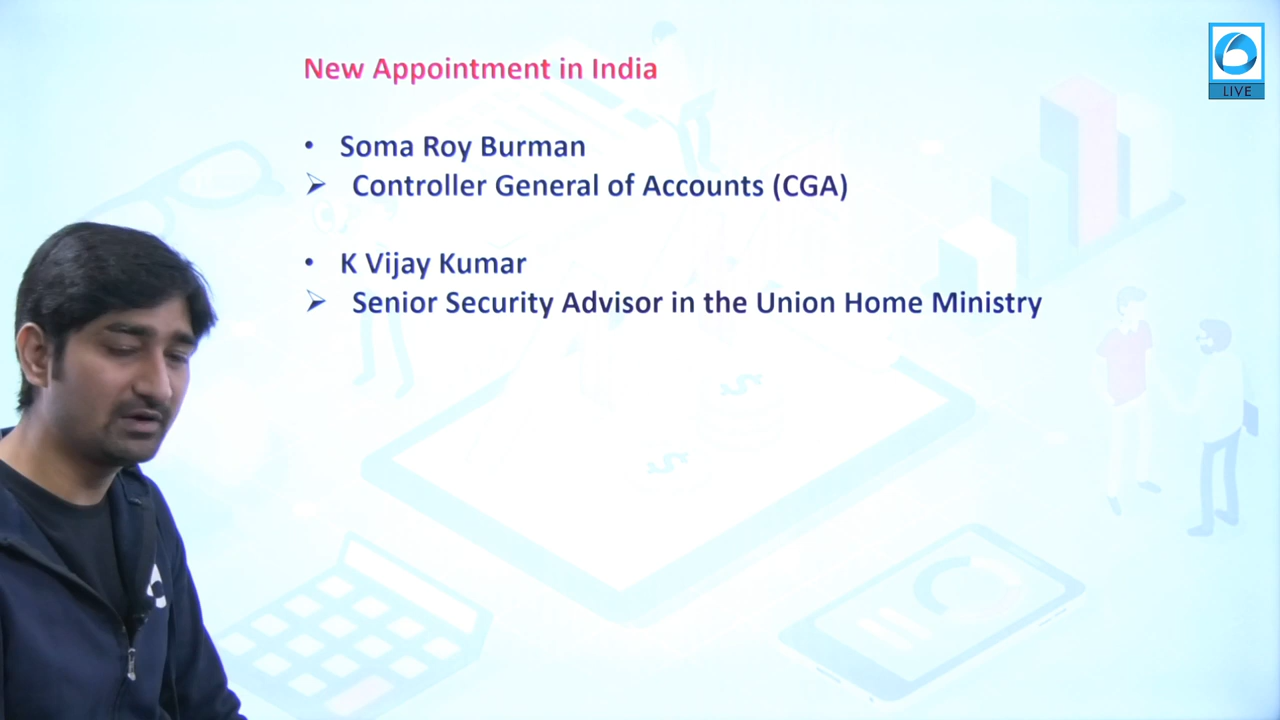 New Appointment in India
LIVE
• Soma Roy Burman
➢ Controller General of Accounts (CGA)
• K Vijay Kumar
➢ Senior Security Advisor in the Union Home Ministry
$
$